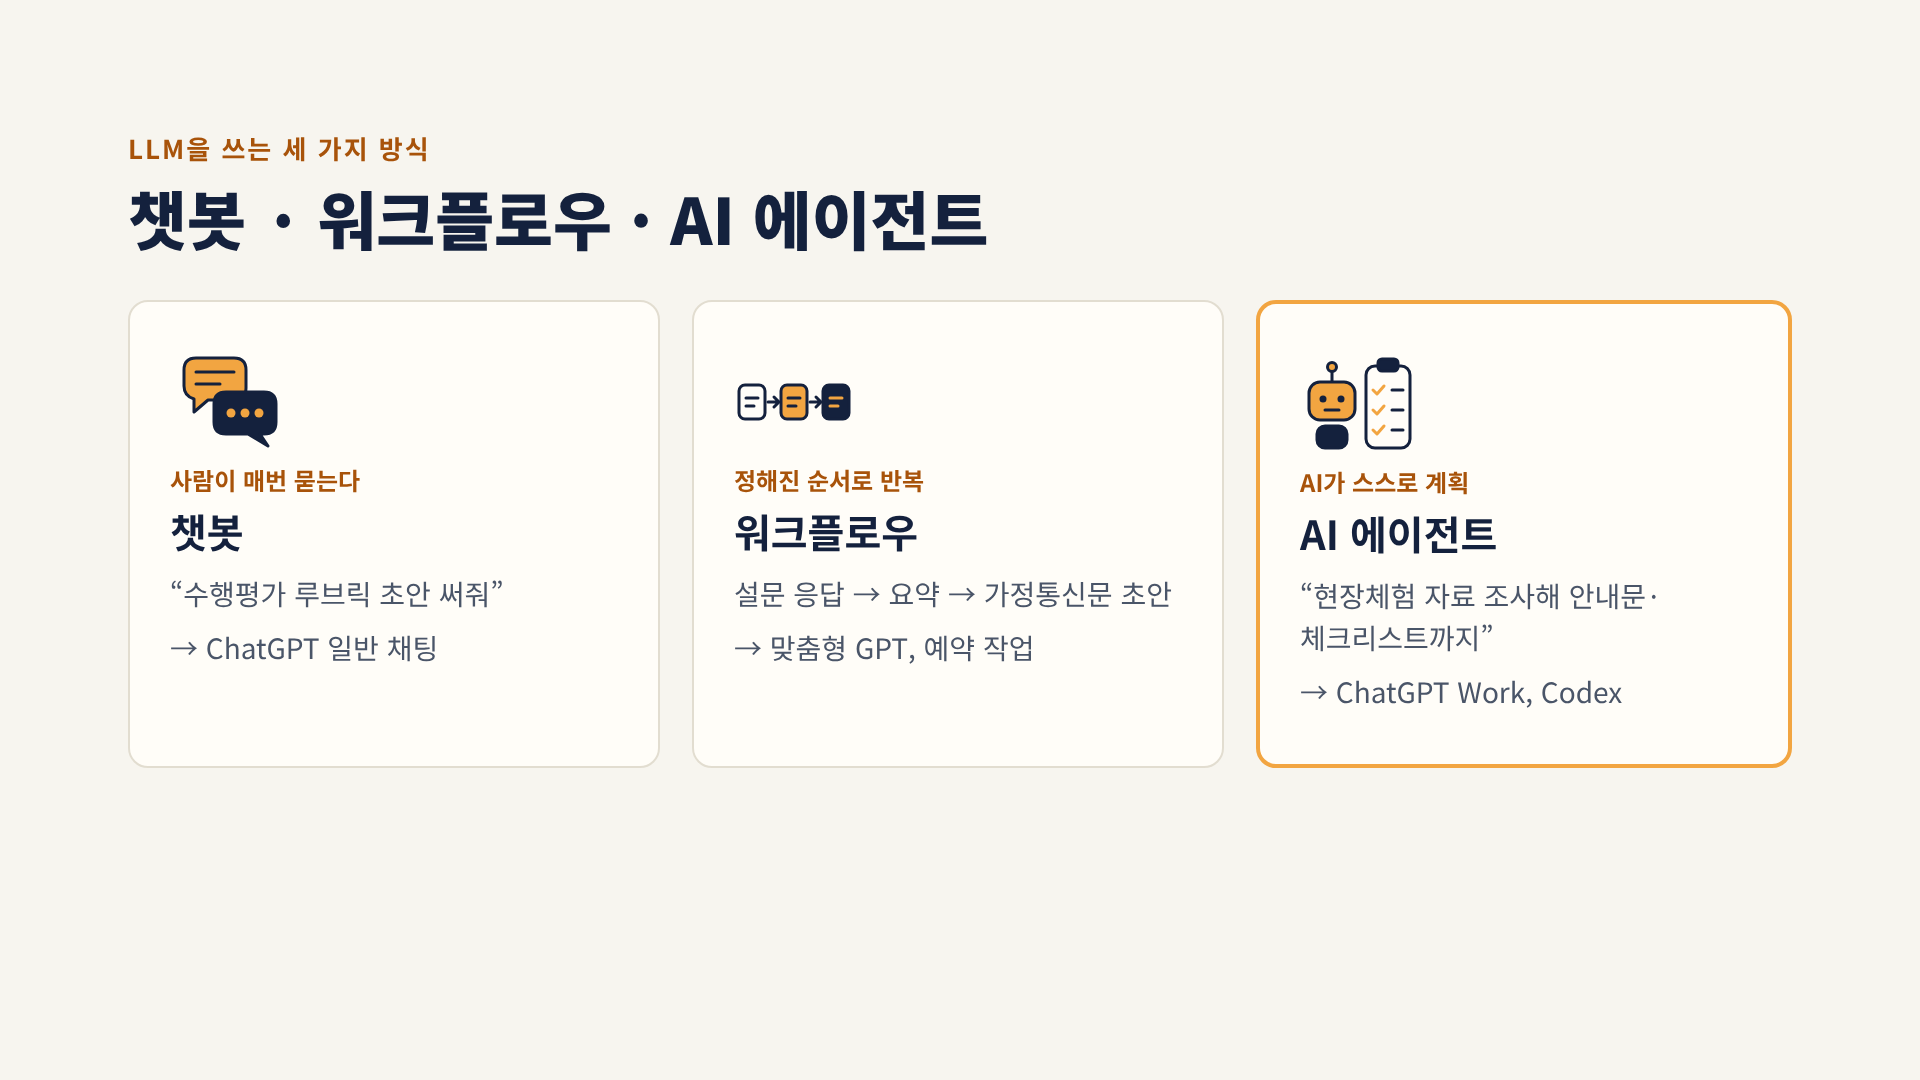 LLM을 쓰는 세 가지 방식
챗봇 · 워크플로우 · AI 에이전트
사람이 매번 묻는다
챗봇
“수행평가 루브릭 초안 써줘”
→ ChatGPT 일반 채팅
정해진 순서로 반복
워크플로우
설문 응답 → 요약 → 가정통신문 초안
→ 맞춤형 GPT, 예약 작업
AI가 스스로 계획
AI 에이전트
“현장체험 자료 조사해 안내문·
체크리스트까지”
→ ChatGPT Work, Codex